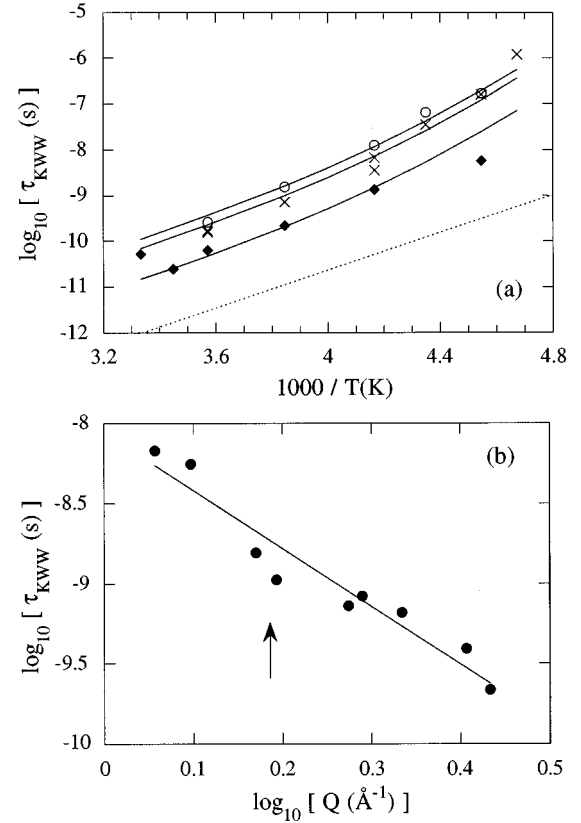 -5
-6
-7
-8
-9
-10
-11
-12
log10 [ τKWW (s) ]
(a)
3.2 3.6 4 4.4 4.8
1000 / T(K)
-8
-8.5
-9
-9.5
-10
log10 [ τKWW (s) ]
(b)
0 0.1 0.2 0.3 0.4 0.5
log10 [ Q (Å-1) ]